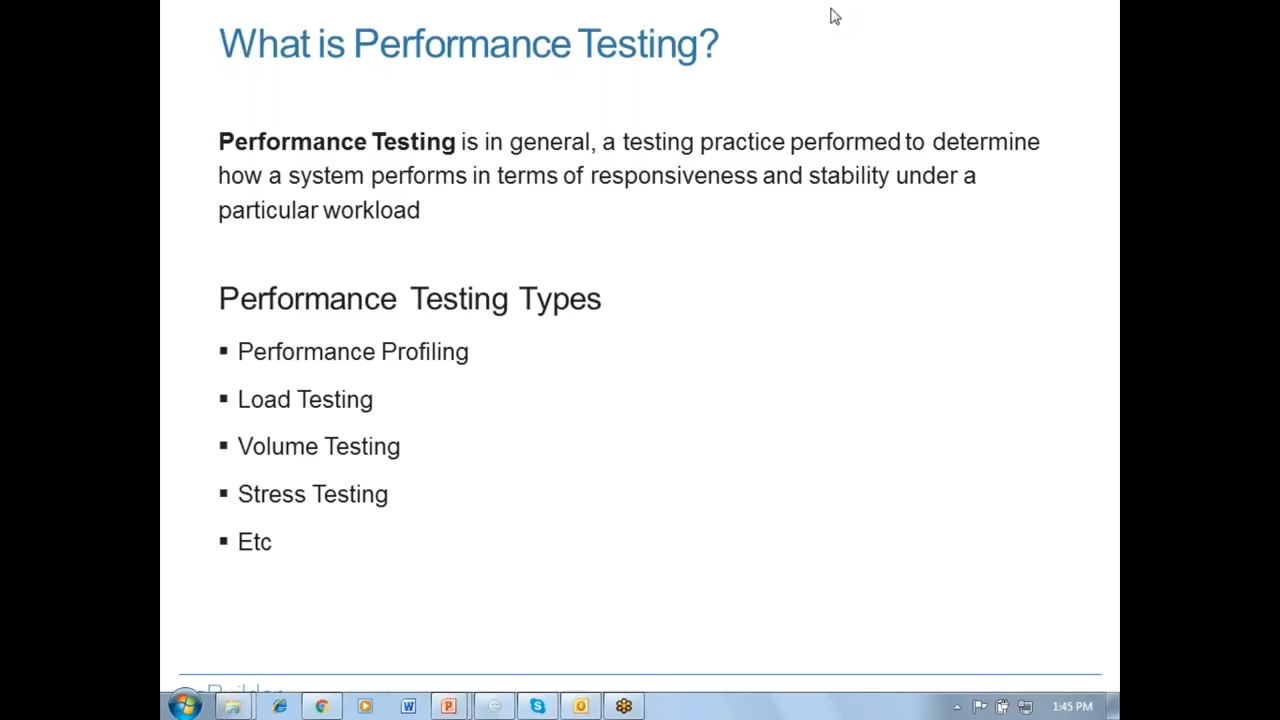 What is Performance Testing?
Performance Testing is in general, a testing practice performed to determine
how a system performs in terms of responsiveness and stability under a
particular workload
Performance Testing Types
▪ Performance Profiling
▪ Load Testing
▪ Volume Testing
▪ Stress Testing
▪ Etc
1:45 PM